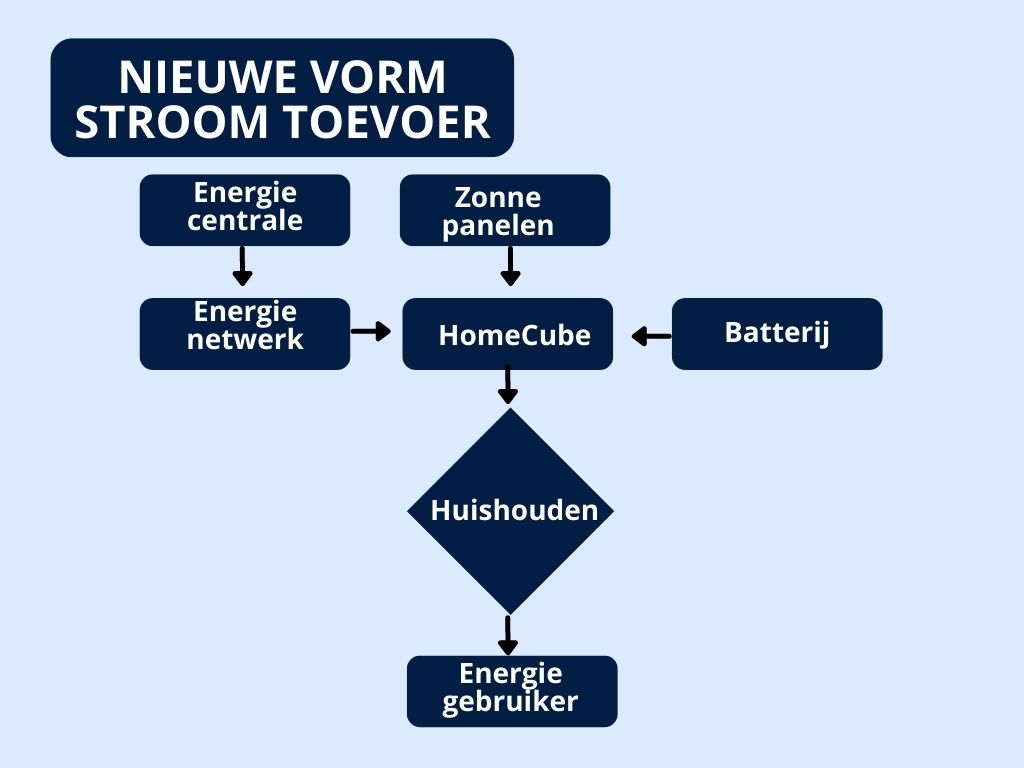 NIEUWE VORM
STROOM TOEVOER
Energie
centrale
Zonne
panelen
Energie
netwerk
HomeCube
Batterij
Huishouden
Energie
gebruiker